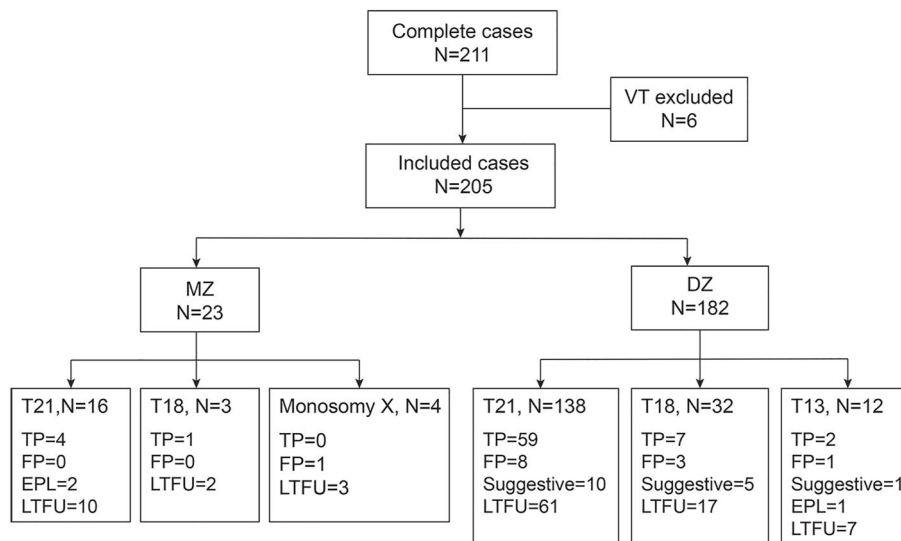 Complete cases
N=211
VT excluded
N=6
Included cases
N=205
MZ
N=23
DZ
N=182
T21,N=16
TP=4
FP=0
EPL=2
LTFU=10
T18, N=3
TP=1
FP=0
LTFU=2
Monosomy X, N=4
TP=0
FP=1
LTFU=3
T21, N=138
TP=59
FP=8
Suggestive=10
LTFU=61
T18, N=32
TP=7
FP=3
Suggestive=5
LTFU=17
T13, N=12
TP=2
FP=1
Suggestive=1
EPL=1
LTFU=7